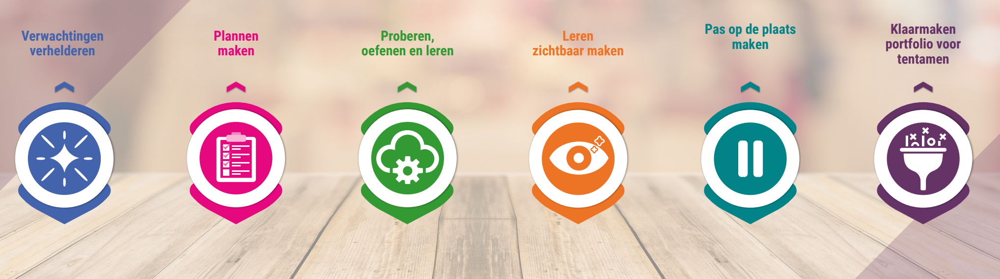 Verwachtingen
verhelderen
Plannen
maken
Proberen,
oefenen en leren
Leren
zichtbaar maken
Pas op de plaats
maken
Klaarmaken
portfolio voor
tentamen